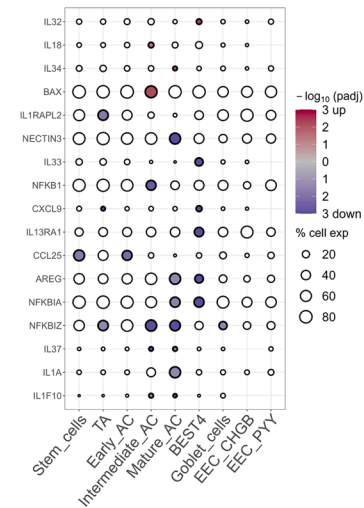 IL32
IL18
IL34
BAX
IL1RAPL2
NECTIN3
IL33
NFKB1
CXCL9
IL13RA1
CCL25
AREG
NFKBIA
NFKBIZ
IL37
IL1A
IL1F10
Stem_cells
TA
Early_AC
Intermediate_AC
Mature_AC
BEST4
Goblet_cells
EEC_CHGB
EEC_PYY
−log10 (padj)
3 up
2
1
0
1
2
3 down
% cell exp
20
40
60
80